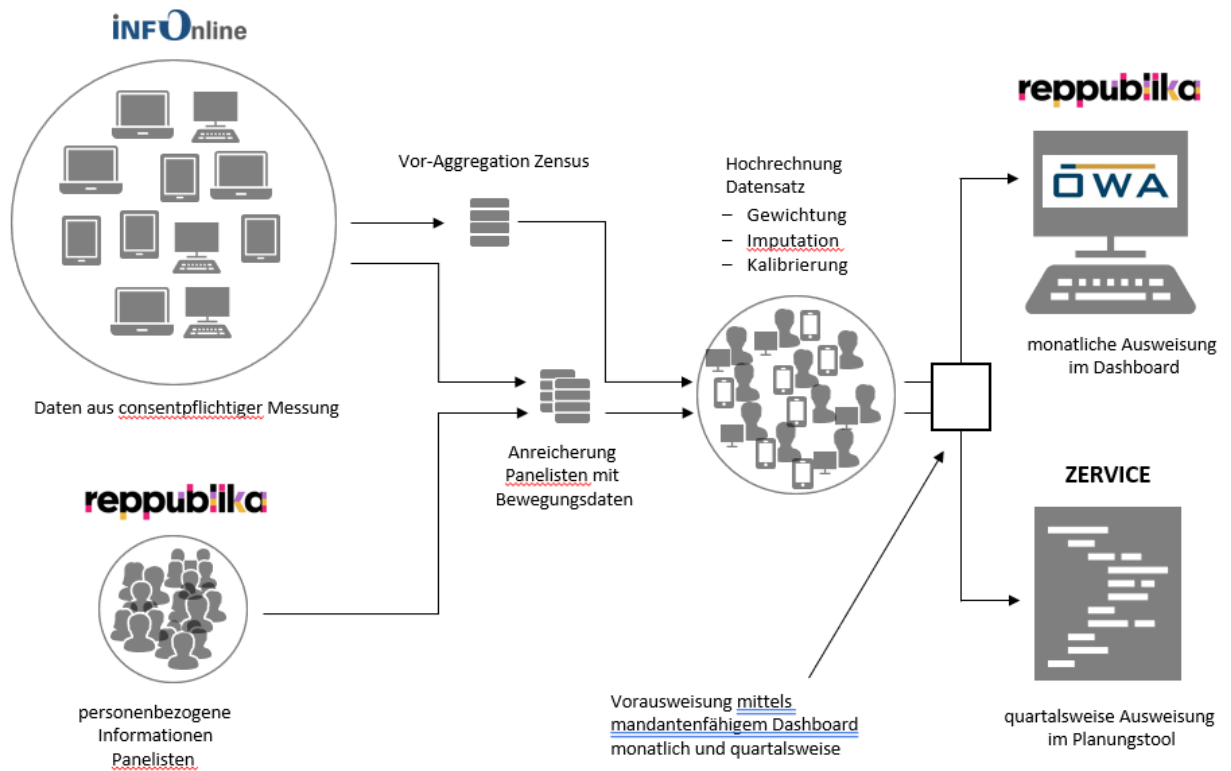 INFOnline
Vor-Aggregation Zensus
Daten aus consentpflichtiger Messung
reppublika
personenbezogene
Informationen
Panelisten
Anreicherung
Panelisten mit
Bewegungsdaten
Hochrechnung
Datensatz
– Gewichtung
– Imputation
– Kalibrierung
Vorausweisung mittels
mandantenfähigem Dashboard
monatlich und quartalsweise
reppublika
ŌWA
monatliche Ausweisung
im Dashboard
ZERVICE
quartalsweise Ausweisung
im Planungstool